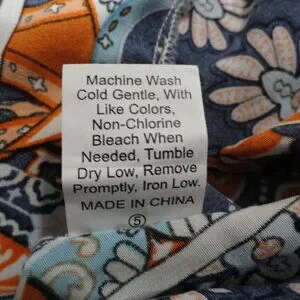 Machine Wash
Cold Gentle, With
Like Colors,
Non-Chlorine
Bleach When
Needed, Tumble
Dry Low, Remove
Promptly, Iron Low.
MADE IN CHINA
⑤